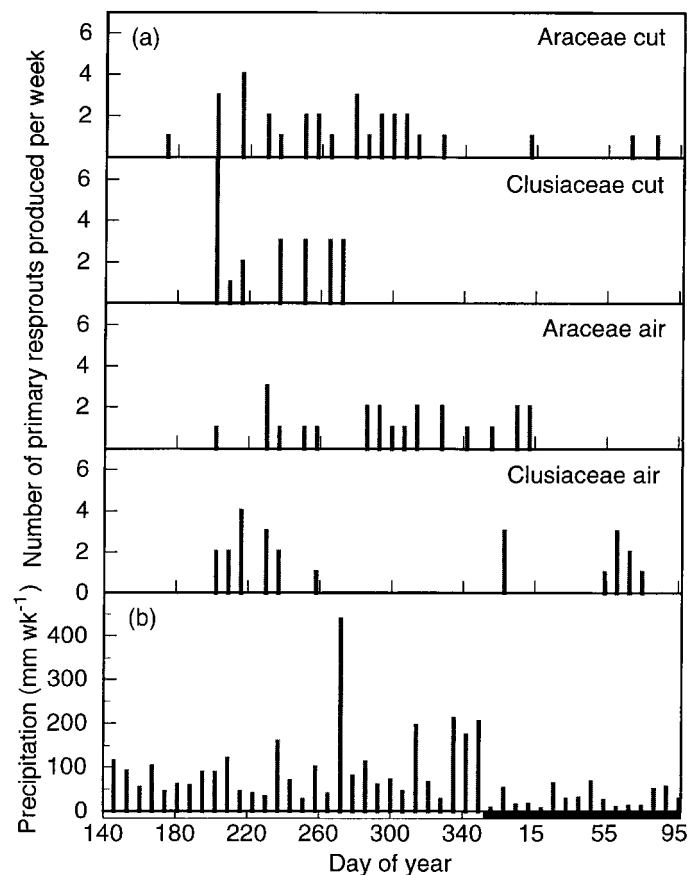 (a)
Araceae cut
6
4
2
Clusiaceae cut
6
4
2
Araceae air
6
4
2
Clusiaceae air
6
4
2
0
Number of primary resprouts produced per week
(b)
400
300
200
100
0
Precipitation (mm wk⁻¹)
140 180 220 260 300 340 15 55 95
Day of year